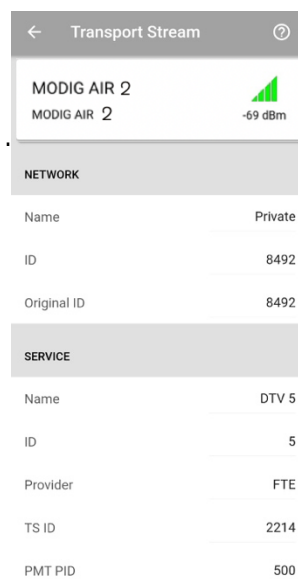 Transport Stream
MODIG AIR 2
MODIG AIR 2
-69 dBm
NETWORK
Name Private
ID 8492
Original ID 8492
SERVICE
Name DTV 5
ID 5
Provider FTE
TS ID 2214
PMT PID 500